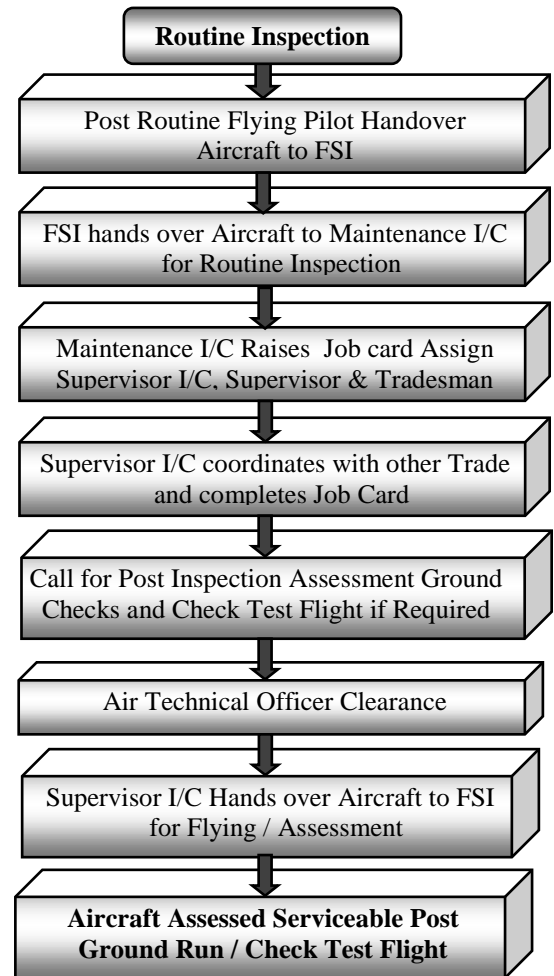 Routine Inspection
Post Routine Flying Pilot Handover
Aircraft to FSI
FSI hands over Aircraft to Maintenance I/C
for Routine Inspection
Maintenance I/C Raises Job card Assign
Supervisor I/C, Supervisor & Tradesman
Supervisor I/C coordinates with other Trade
and completes Job Card
Call for Post Inspection Assessment Ground
Checks and Check Test Flight if Required
Air Technical Officer Clearance
Supervisor I/C Hands over Aircraft to FSI
for Flying / Assessment
Aircraft Assessed Serviceable Post
Ground Run / Check Test Flight